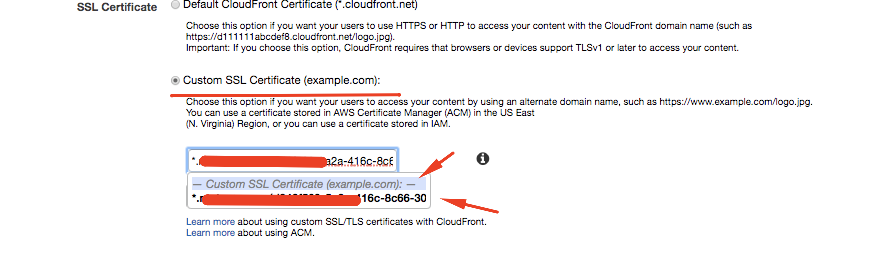 SSL Certificate
Default CloudFront Certificate (*.cloudfront.net)
Choose this option if you want your users to use HTTPS or HTTP to access your content with the CloudFront domain name (such as
https://d111111abcdef8.cloudfront.net/logo.jpg).
Important: If you choose this option, CloudFront requires that browsers or devices support TLSv1 or later to access your content.
Custom SSL Certificate (example.com):
Choose this option if you want your users to access your content by using an alternate domain name, such as https://www.example.com/logo.jpg.
You can use a certificate stored in AWS Certificate Manager (ACM) in the US East
(N. Virginia) Region, or you can use a certificate stored in IAM.
*. a2a-416c-8c6
— Custom SSL Certificate (example.com): —
*. 416c-8c66-30
Learn more about using custom SSL/TLS certificates with CloudFront.
Learn more about using ACM.